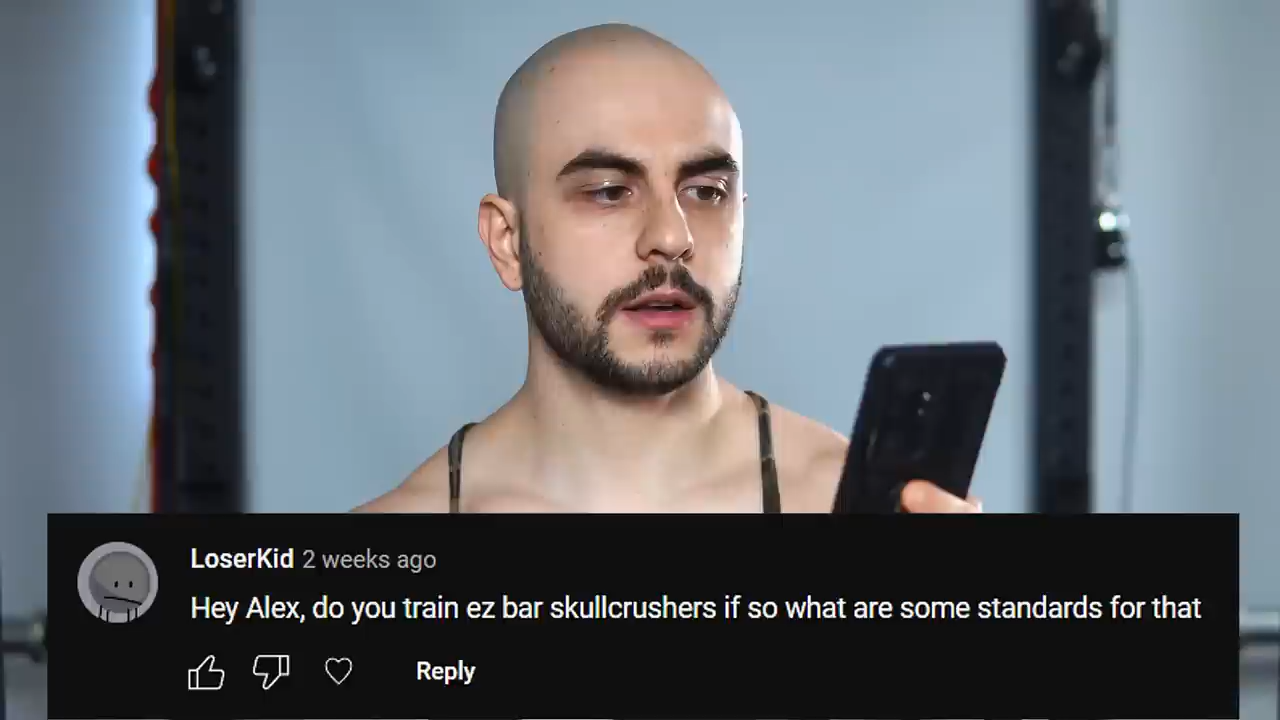 LoserKid 2 weeks ago
Hey Alex, do you train ez bar skullcrushers if so what are some standards for that
Reply